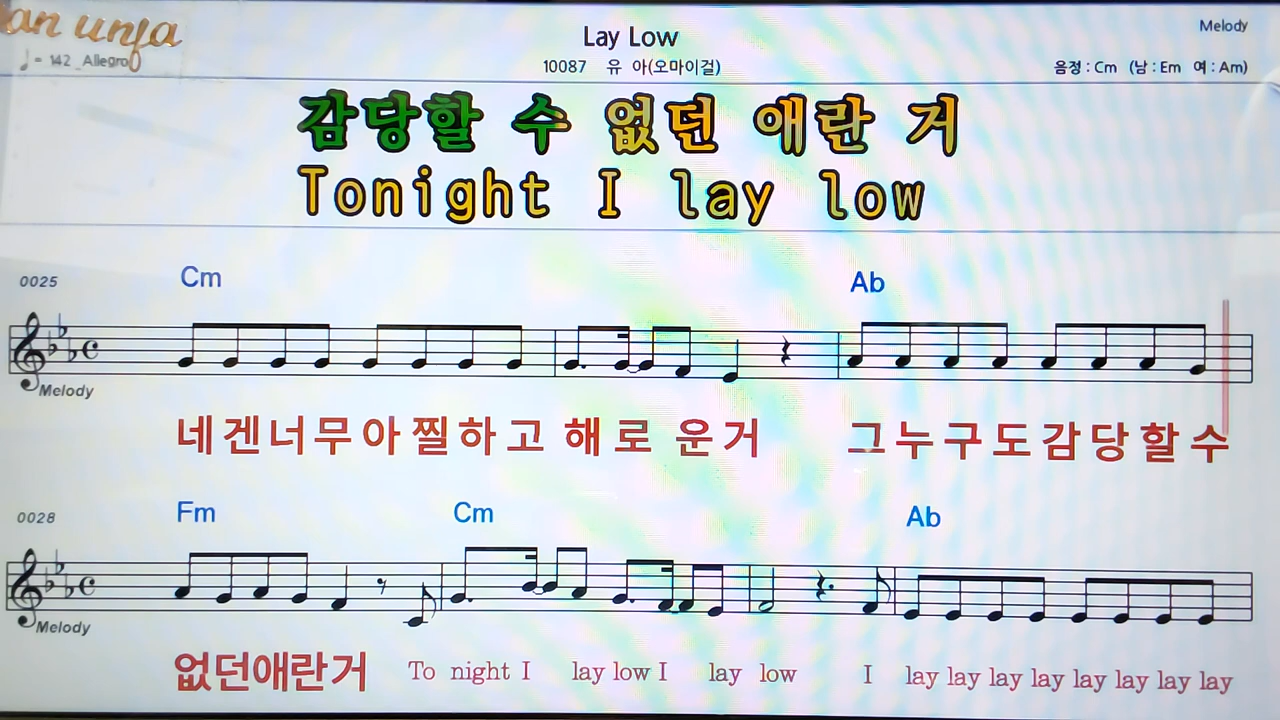 an unja
♩= 142 _Allegro
Lay Low
Melody
10087 유 아(오마이걸)
음정 : Cm (남 : Em 여 : Am)
감당할 수 없던 애란 거
Tonight I lay low
0025 Cm Ab
Melody
네겐너무아찔하고 해로 운거 그누구도감당할수
0028 Fm Cm Ab
Melody
없던애란거 To night I lay low I lay low I lay lay lay lay lay lay lay lay